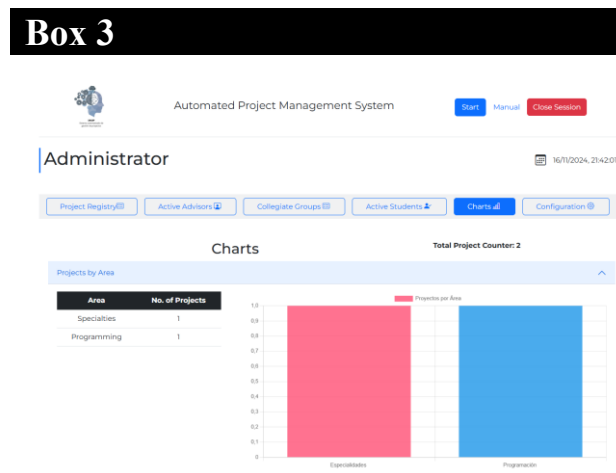 Box 3
Automated Project Management System
Start
Manual
Close Session
Administrator
16/11/2024, 21:42:01
Project Registry
Active Advisors
Collegiate Groups
Active Students
Charts
Configuration
Charts
Total Project Counter: 2
Projects by Area
Area No. of Projects
Specialties 1
Programming 1
Proyectos por Área
1,0
0,9
0,8
0,7
0,6
0,5
0,4
0,3
0,2
0,1
0
Especialidades Programación